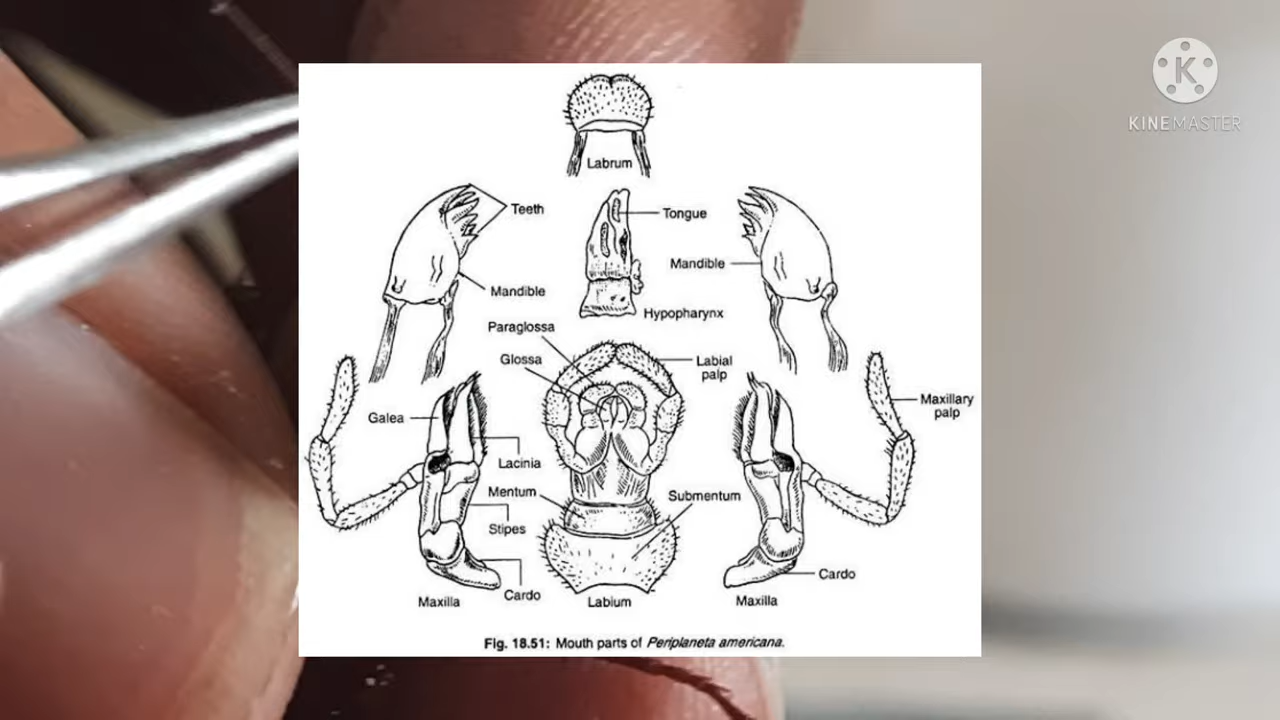 K
KINEMASTER
Labrum
Teeth
Tongue
Mandible
Mandible
Hypopharynx
Paraglossa
Glossa
Labial
palp
Maxillary
palp
Galea
Lacinia
Mentum
Submentum
Stipes
Cardo
Cardo
Maxilla
Labium
Maxilla
Fig. 18.51: Mouth parts of Periplaneta americana.